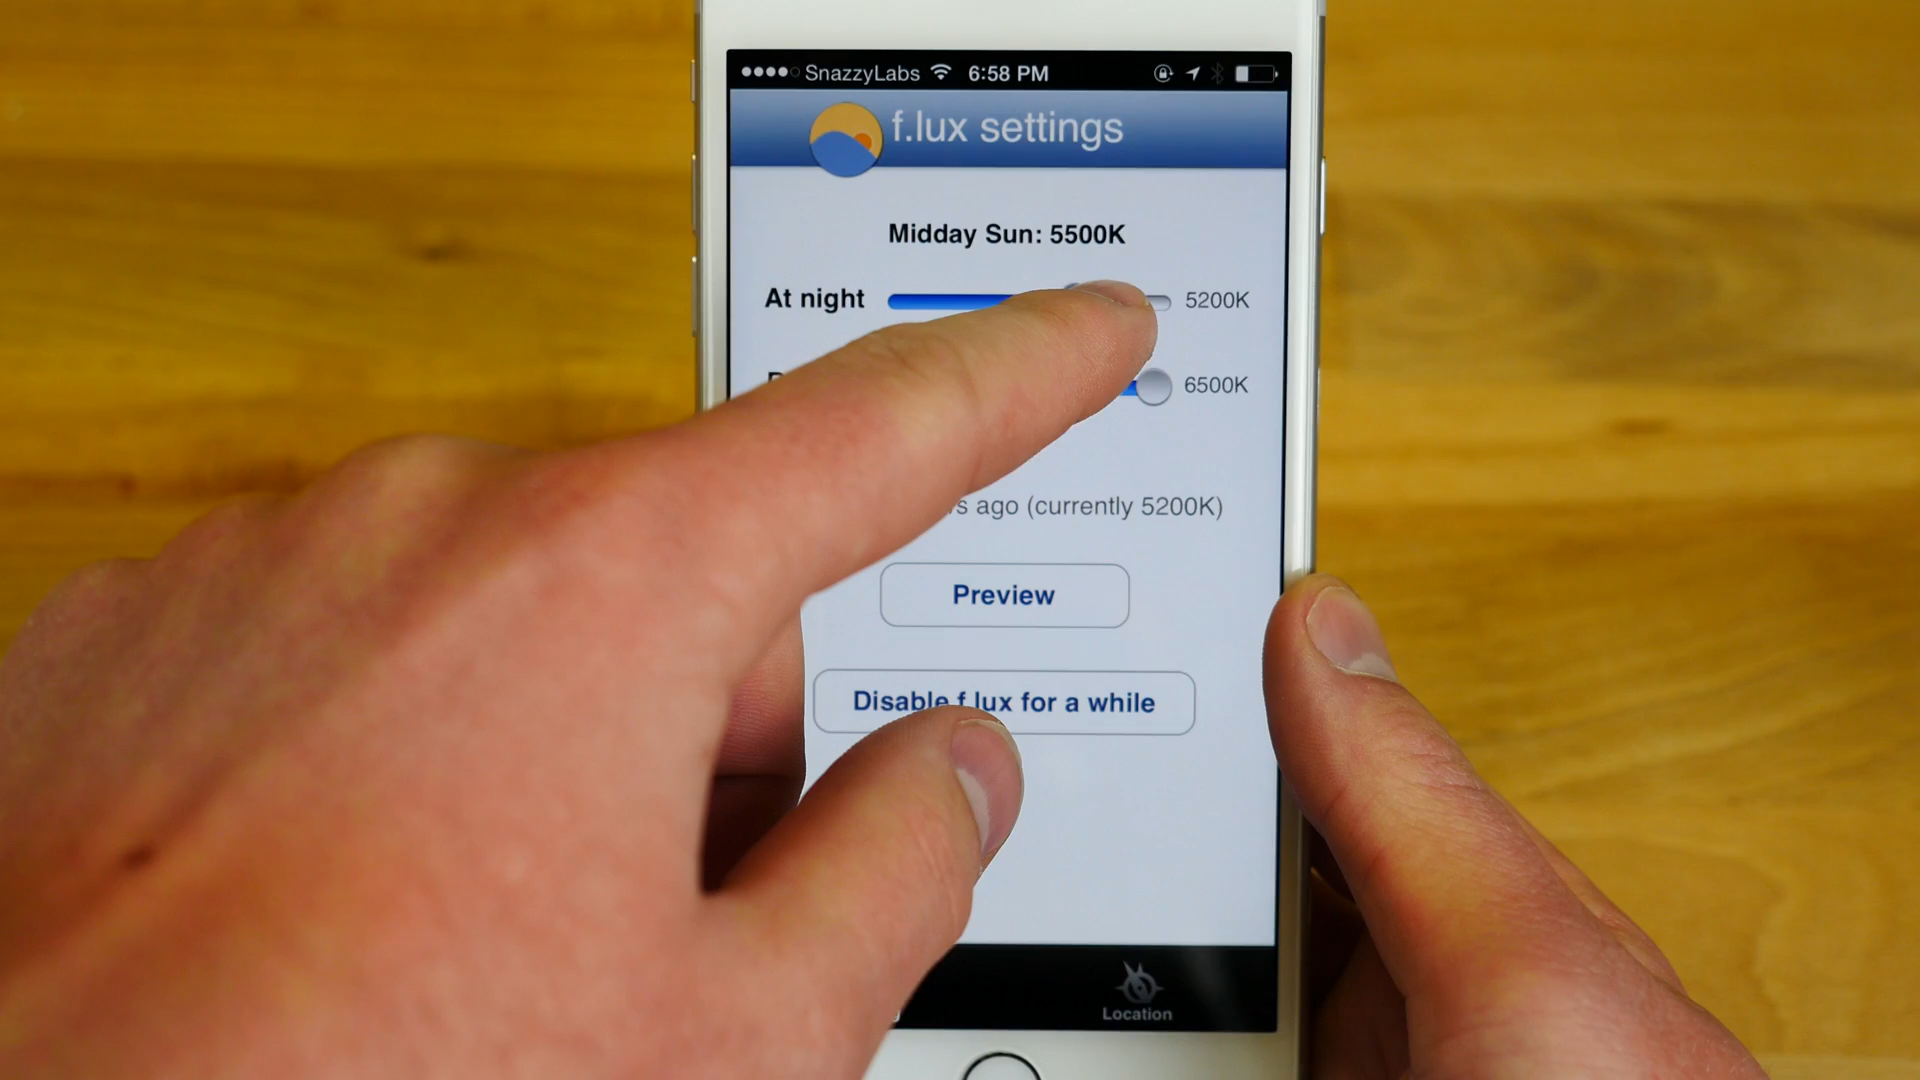 SnazzyLabs 6:58 PM
f.lux settings
Midday Sun: 5500K
At night 5200K
6500K
ago (currently 5200K)
Preview
Disable f.lux for a while
Location